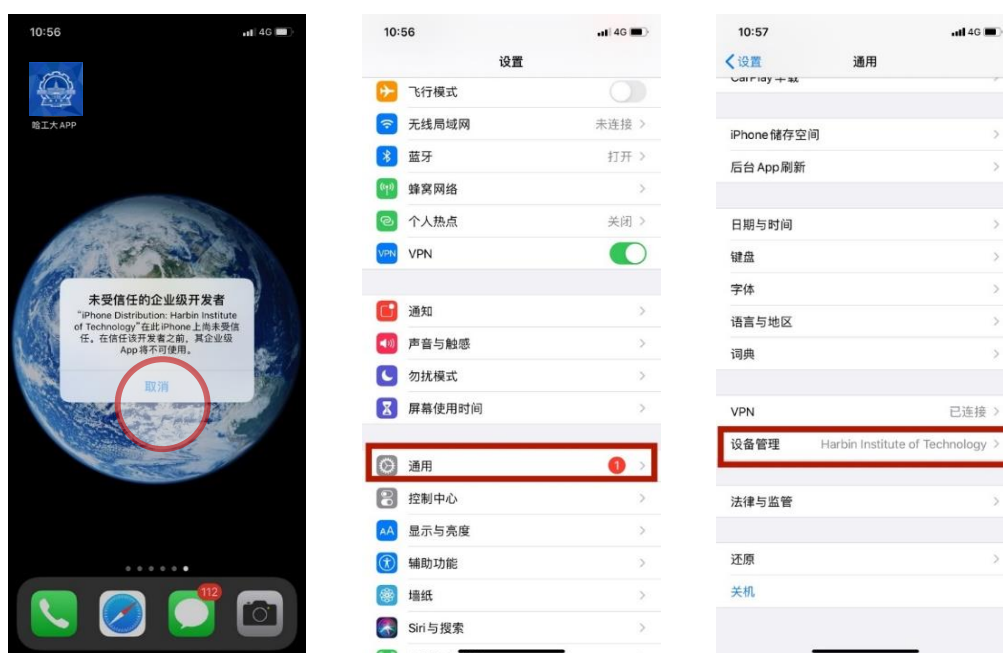 10:56
4G
哈工大APP
未受信任的企业级开发者
“iPhone Distribution: Harbin Institute
of Technology”在此iPhone上尚未受信
任。在信任该开发者之前，其企业级
App将不可使用。
取消
112
10:56
4G
设置
飞行模式
无线局域网 未连接
蓝牙 打开
蜂窝网络
个人热点 关闭
VPN VPN
通知
声音与触感
勿扰模式
屏幕使用时间
通用 1
控制中心
AA 显示与亮度
辅助功能
墙纸
Siri与搜索
10:57
4G
设置 通用
CarPlay车载
iPhone储存空间
后台App刷新
日期与时间
键盘
字体
语言与地区
词典
VPN 已连接
设备管理 Harbin Institute of Technology
法律与监管
还原
关机